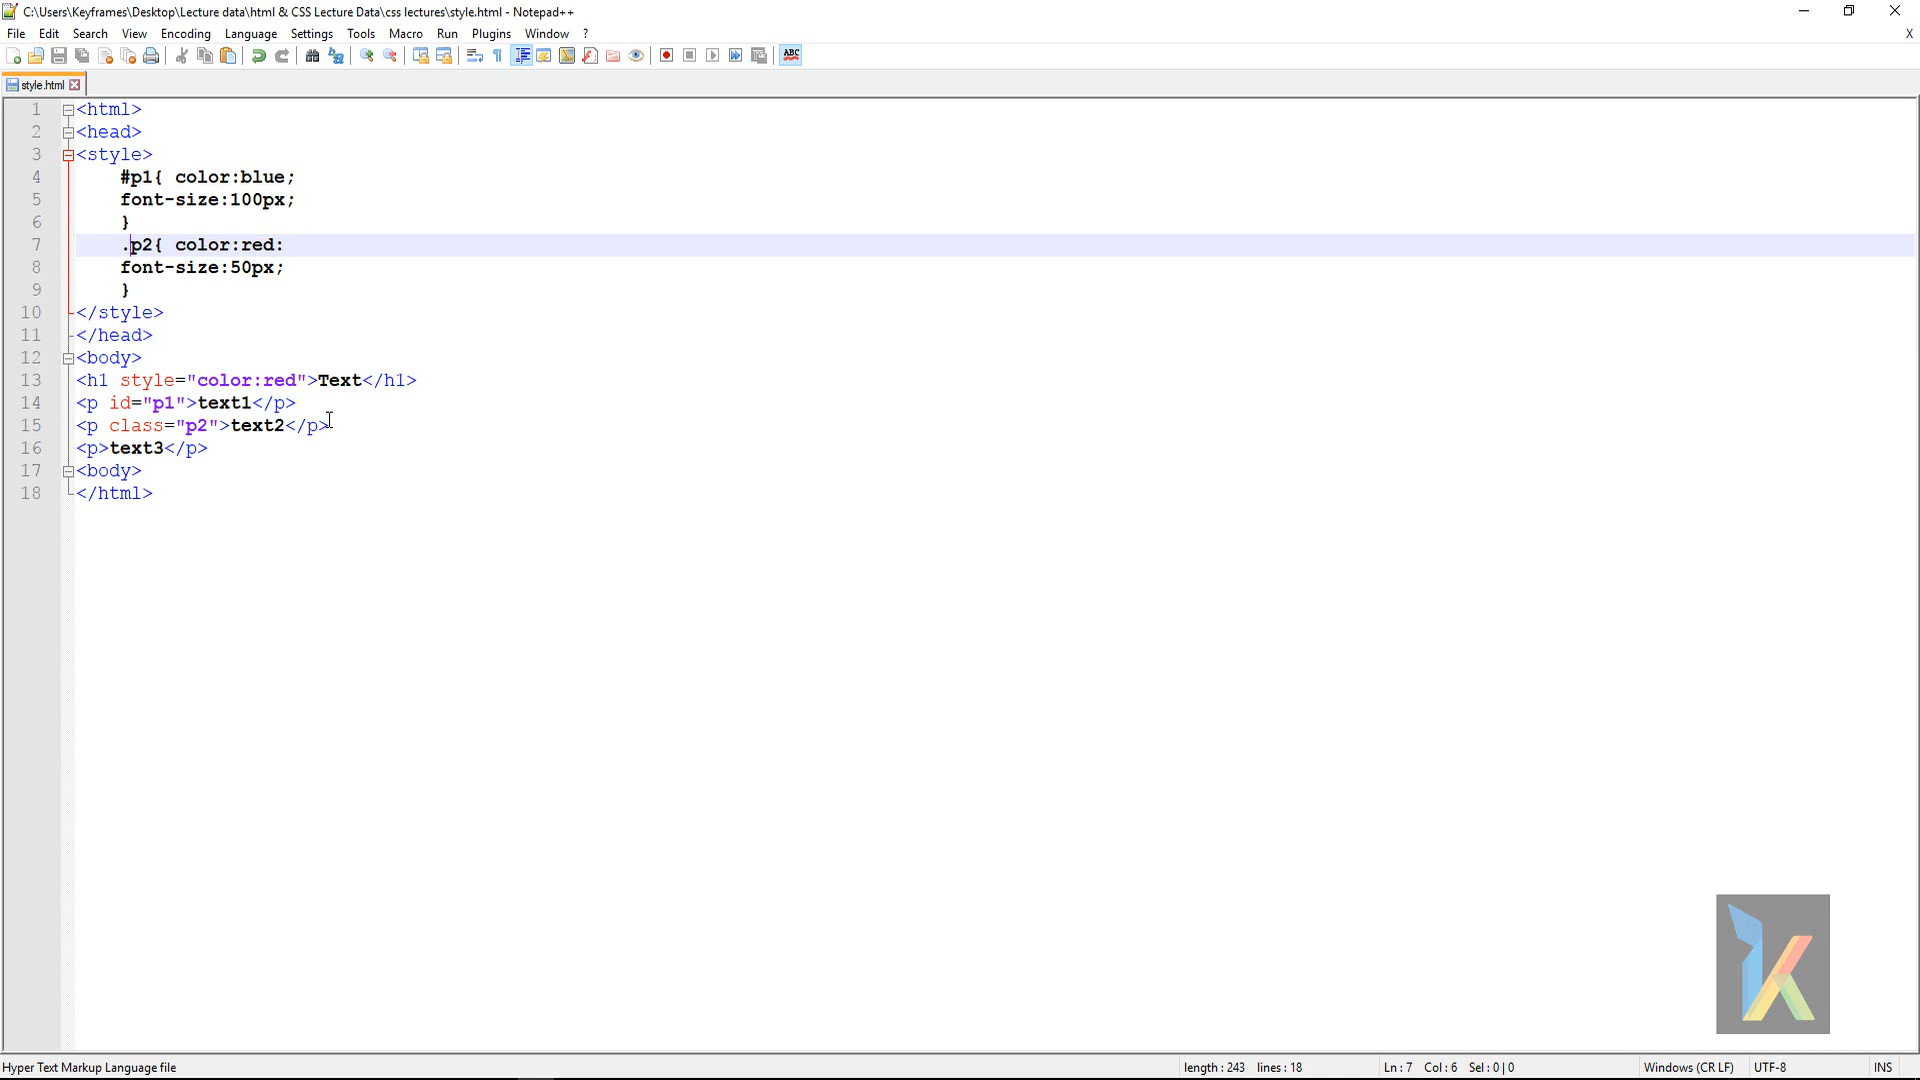 C:\Users\Keyframes\Desktop\Lecture data\html & CSS Lecture Data\css lectures\style.html - Notepad++
File Edit Search View Encoding Language Settings Tools Macro Run Plugins Window ? X
ABC
style.html
1 <html>
2 <head>
3 <style>
4 #p1{ color:blue;
5 font-size:100px;
6 }
7 .p2{ color:red:
8 font-size:50px;
9 }
10 </style>
11 </head>
12 <body>
13 <h1 style="color:red">Text</h1>
14 <p id="p1">text1</p>
15 <p class="p2">text2</p>
16 <p>text3</p>
17 <body>
18 </html>
Hyper Text Markup Language file length : 243 lines : 18 Ln : 7 Col : 6 Sel : 0 | 0 Windows (CR LF) UTF-8 INS